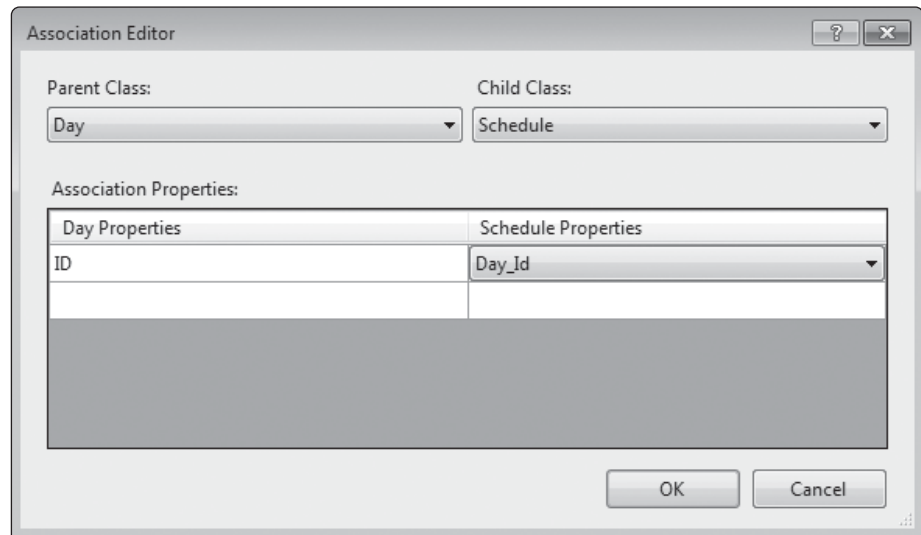 Association Editor
Parent Class: Child Class:
Day Schedule
Association Properties:
Day Properties Schedule Properties
ID Day_Id
OK Cancel